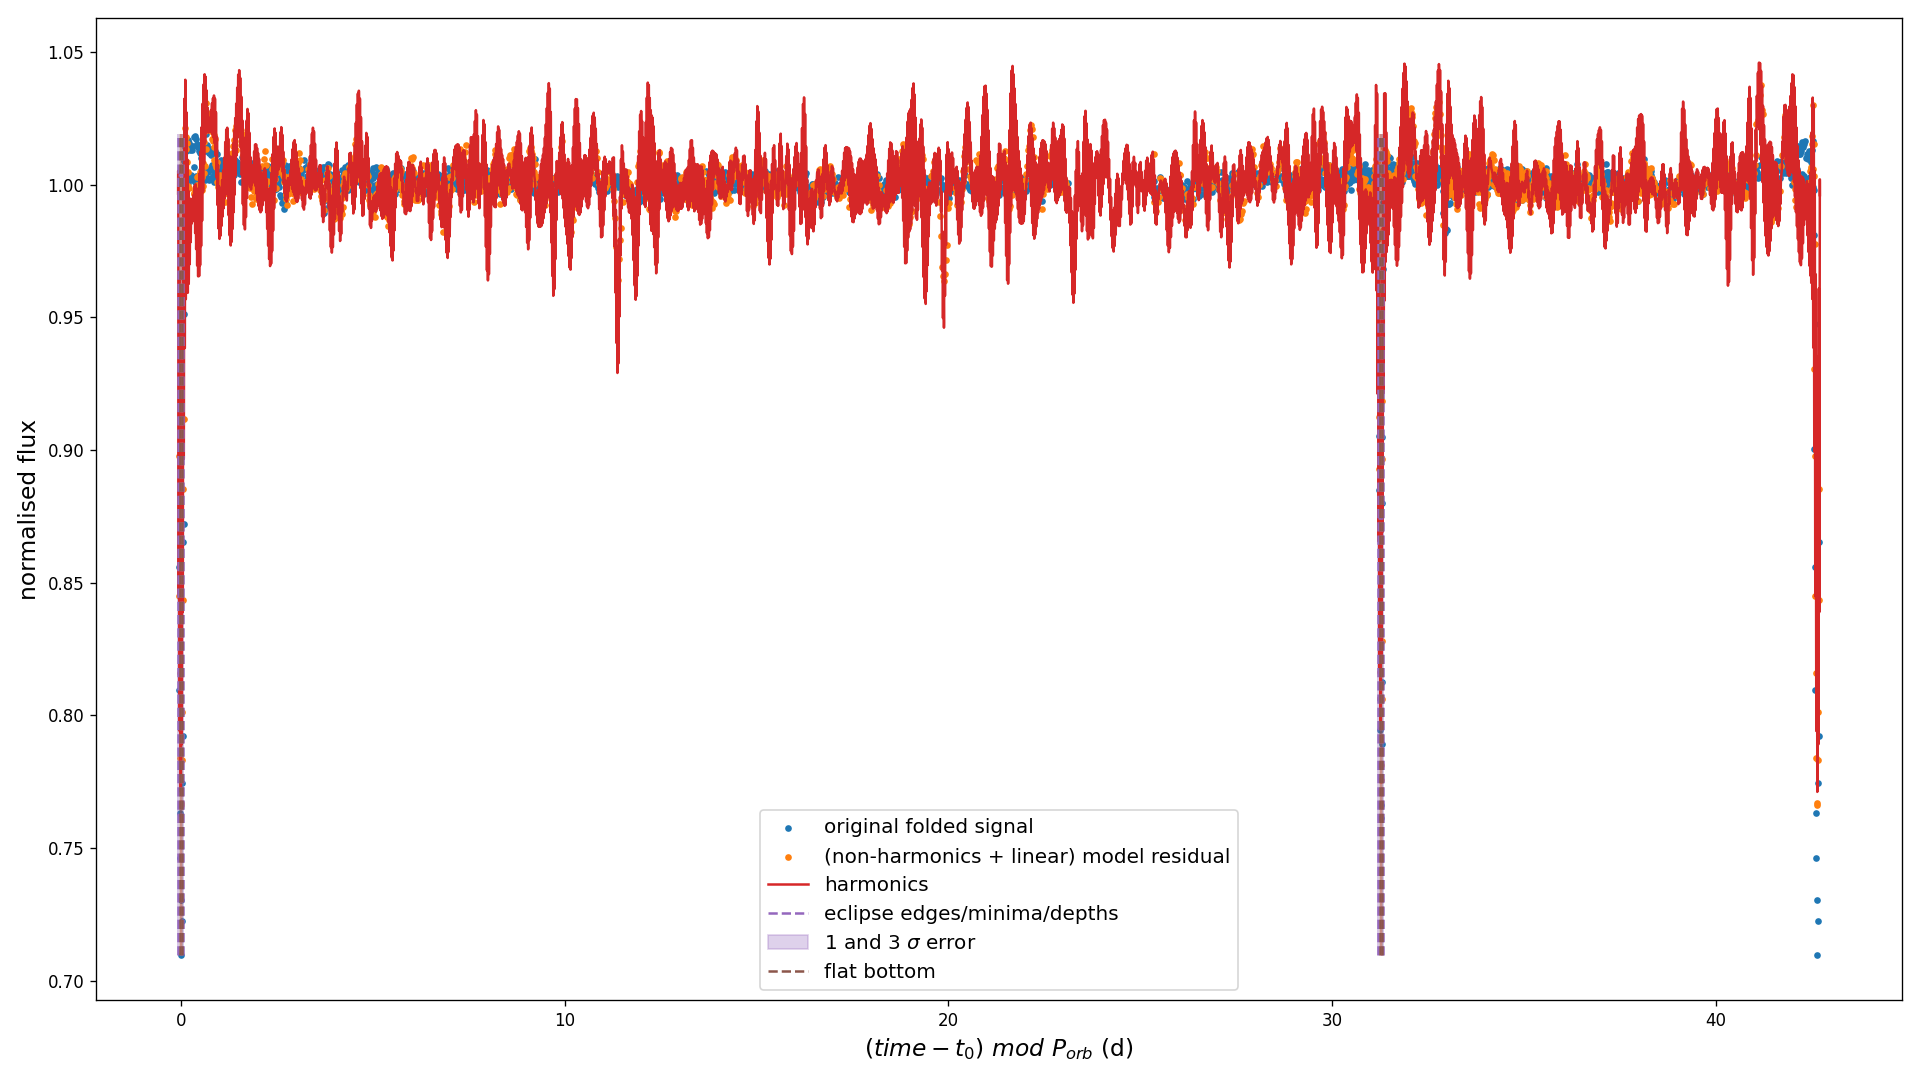 1.05
1.00
0.95
0.90
0.85
0.80
0.75
0.70
normalised flux
original folded signal
(non-harmonics + linear) model residual
harmonics
eclipse edges/minima/depths
1 and 3 σ error
flat bottom
0 10 20 30 40
(time − t₀) mod P_orb (d)